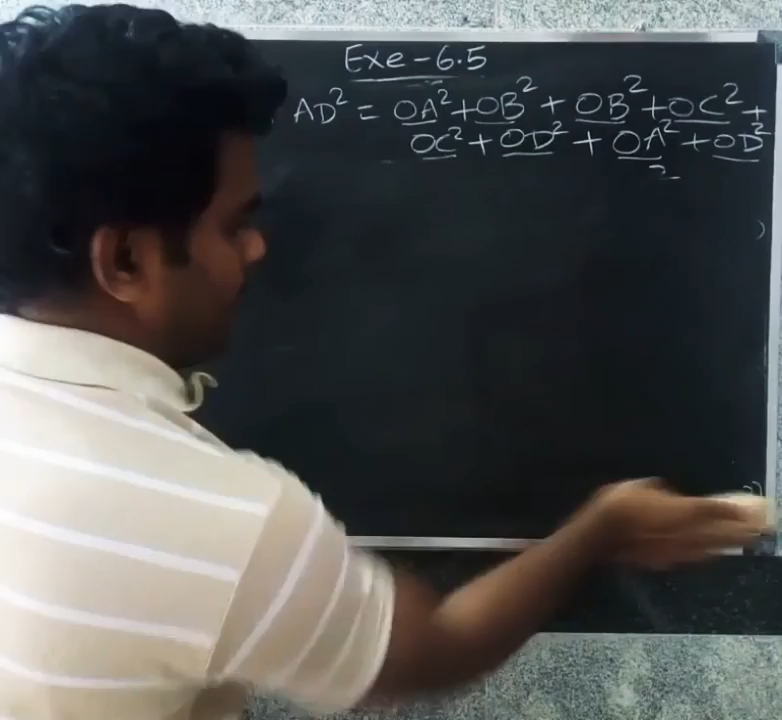 Exe-6.5
AD² = OA²+OB² + OB²+OC² +
OC² + OD² + OA² + OD²